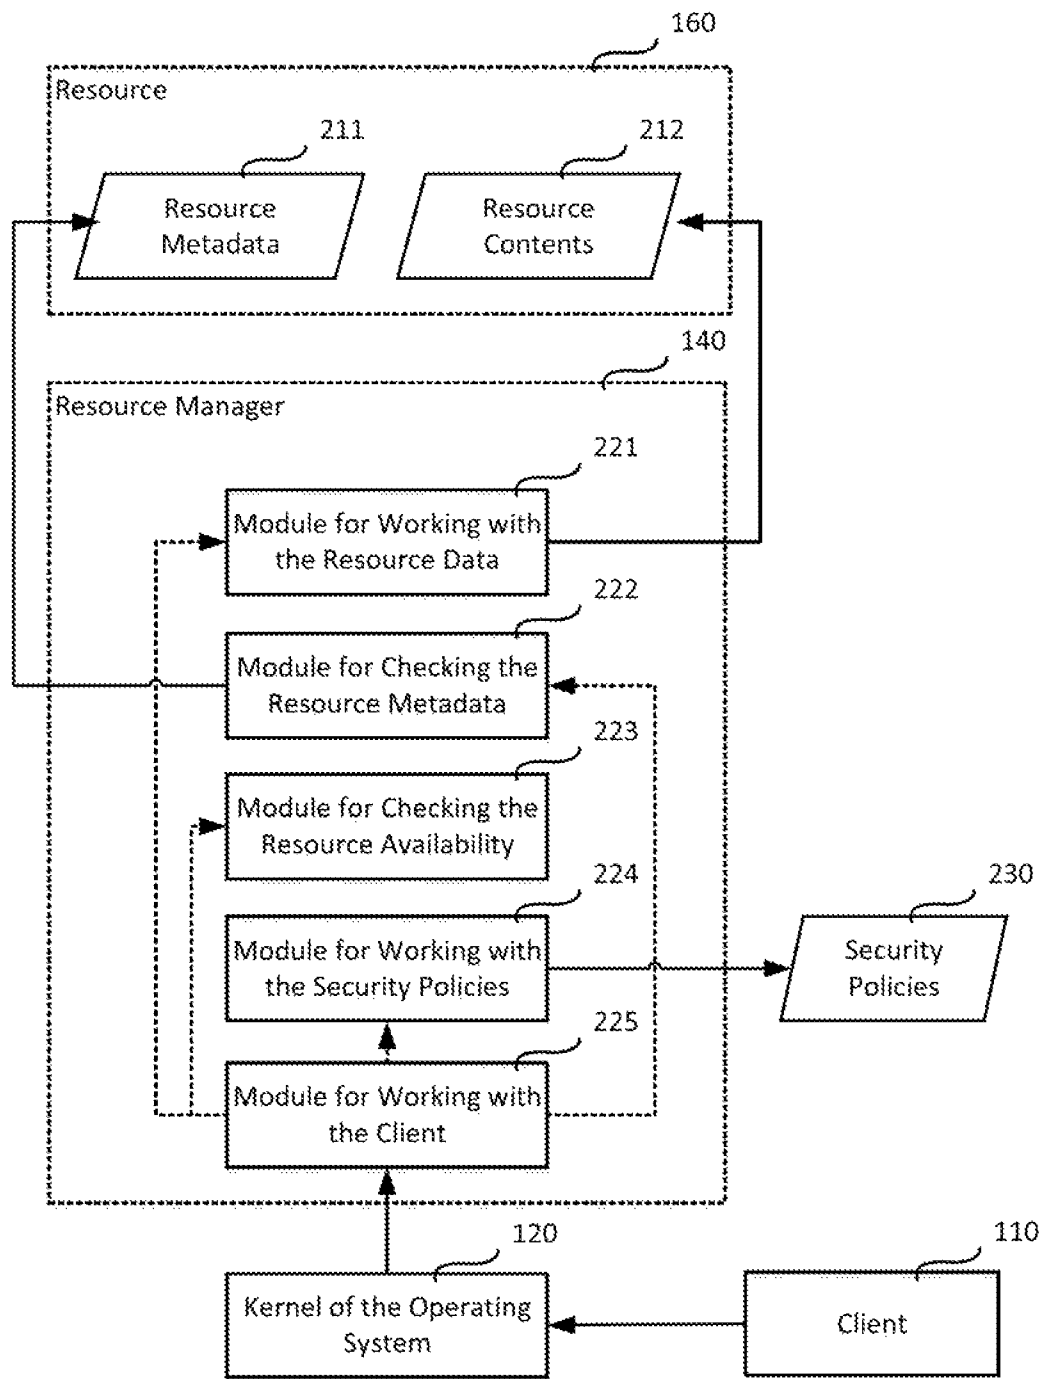 160
Resource
211
212
Resource
Metadata
Resource
Contents
140
Resource Manager
221
Module for Working with
the Resource Data
222
Module for Checking the
Resource Metadata
223
Module for Checking the
Resource Availability
224
Module for Working with
the Security Policies
230
Security
Policies
225
Module for Working with
the Client
120
Kernel of the Operating
System
110
Client